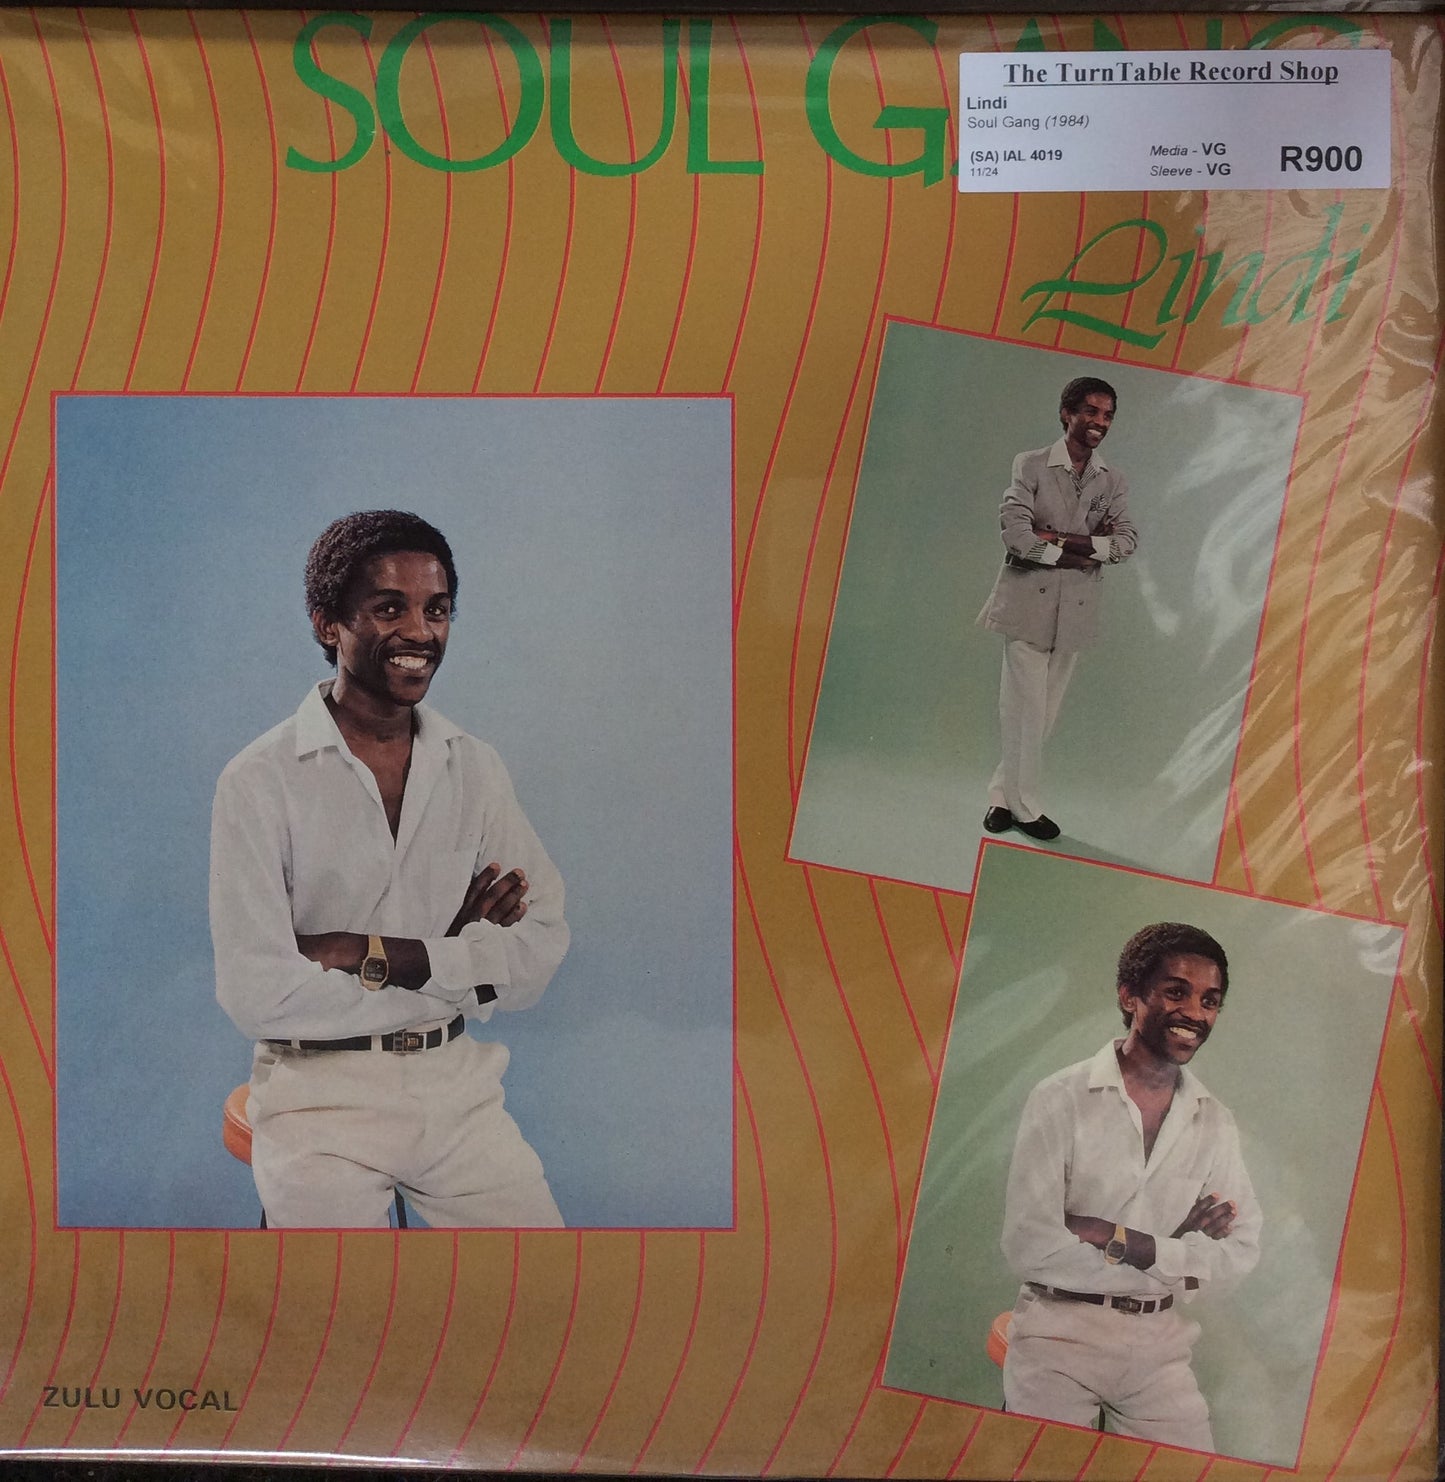 SOUL GANG
The TurnTable Record Shop
Lindi
Soul Gang (1984)
(SA) IAL 4019
11/24
Media - VG
Sleeve - VG
R900
Lindi
ZULU VOCAL